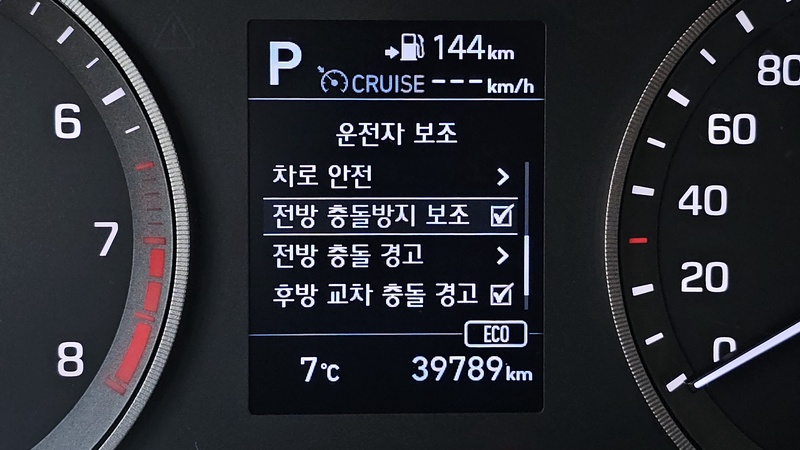 P
144km
CRUISE ---km/h
운전자 보조
차로 안전
전방 충돌방지 보조
전방 충돌 경고
후방 교차 충돌 경고
ECO
7°C
39789km
6
7
8
80
60
40
20
0